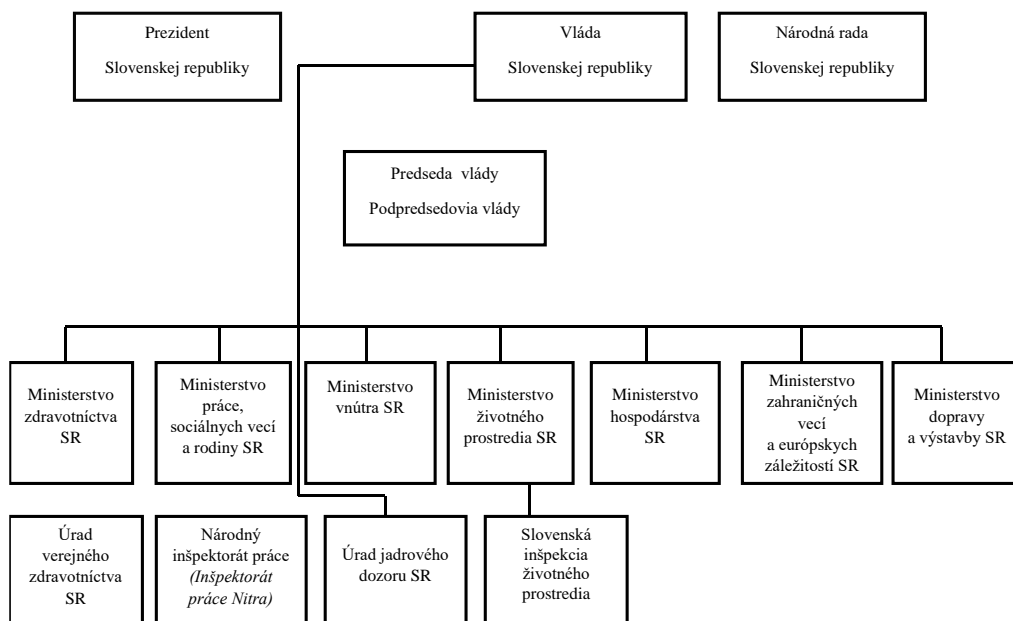 Prezident
Slovenskej republiky
Vláda
Slovenskej republiky
Národná rada
Slovenskej republiky
Predseda vlády
Podpredsedovia vlády
Ministerstvo
zdravotníctva
SR
Ministerstvo
práce,
sociálnych vecí
a rodiny SR
Ministerstvo
vnútra SR
Ministerstvo
životného
prostredia SR
Ministerstvo
hospodárstva
SR
Ministerstvo
zahraničných
vecí
a európskych
záležitostí SR
Ministerstvo
dopravy
a výstavby SR
Úrad
verejného
zdravotníctva
SR
Národný
inšpektorát práce
(Inšpektorát
práce Nitra)
Úrad jadrového
dozoru SR
Slovenská
inšpekcia
životného
prostredia